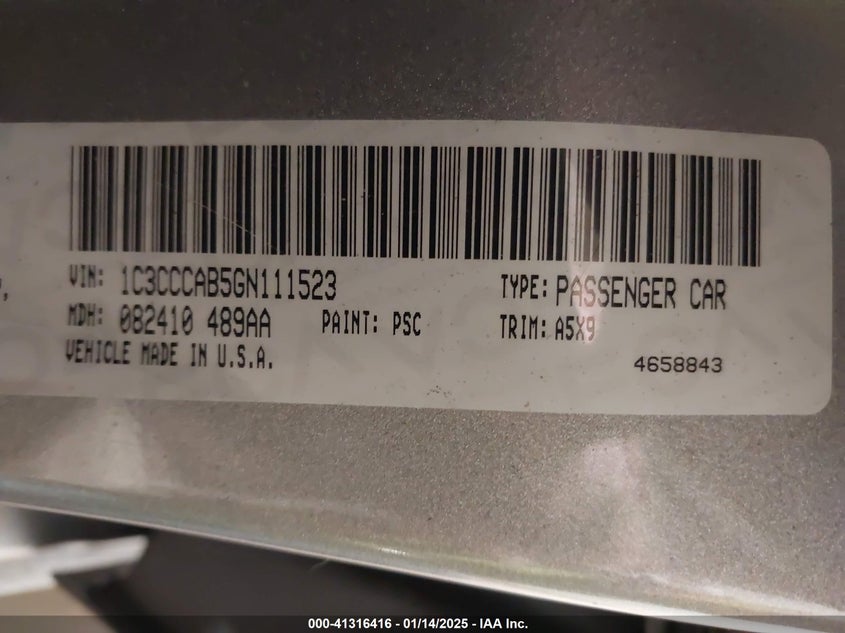 VIN: 1C3CCCAB5GN111523
TYPE: PASSENGER CAR
MDH: 082410 489AA
PAINT: PSC
TRIM: A5X9
VEHICLE MADE IN U.S.A.
4658843
000-41316416 - 01/14/2025 - IAA Inc.